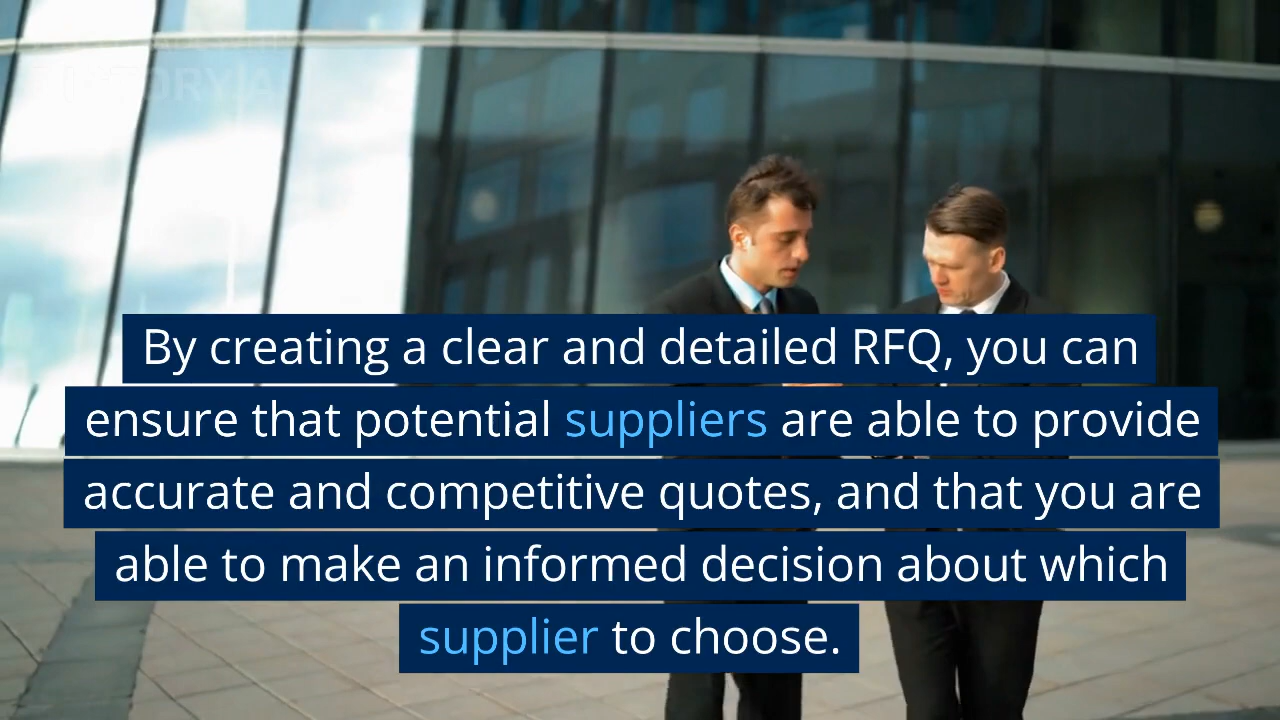 By creating a clear and detailed RFQ, you can
ensure that potential suppliers are able to provide
accurate and competitive quotes, and that you are
able to make an informed decision about which
supplier to choose.